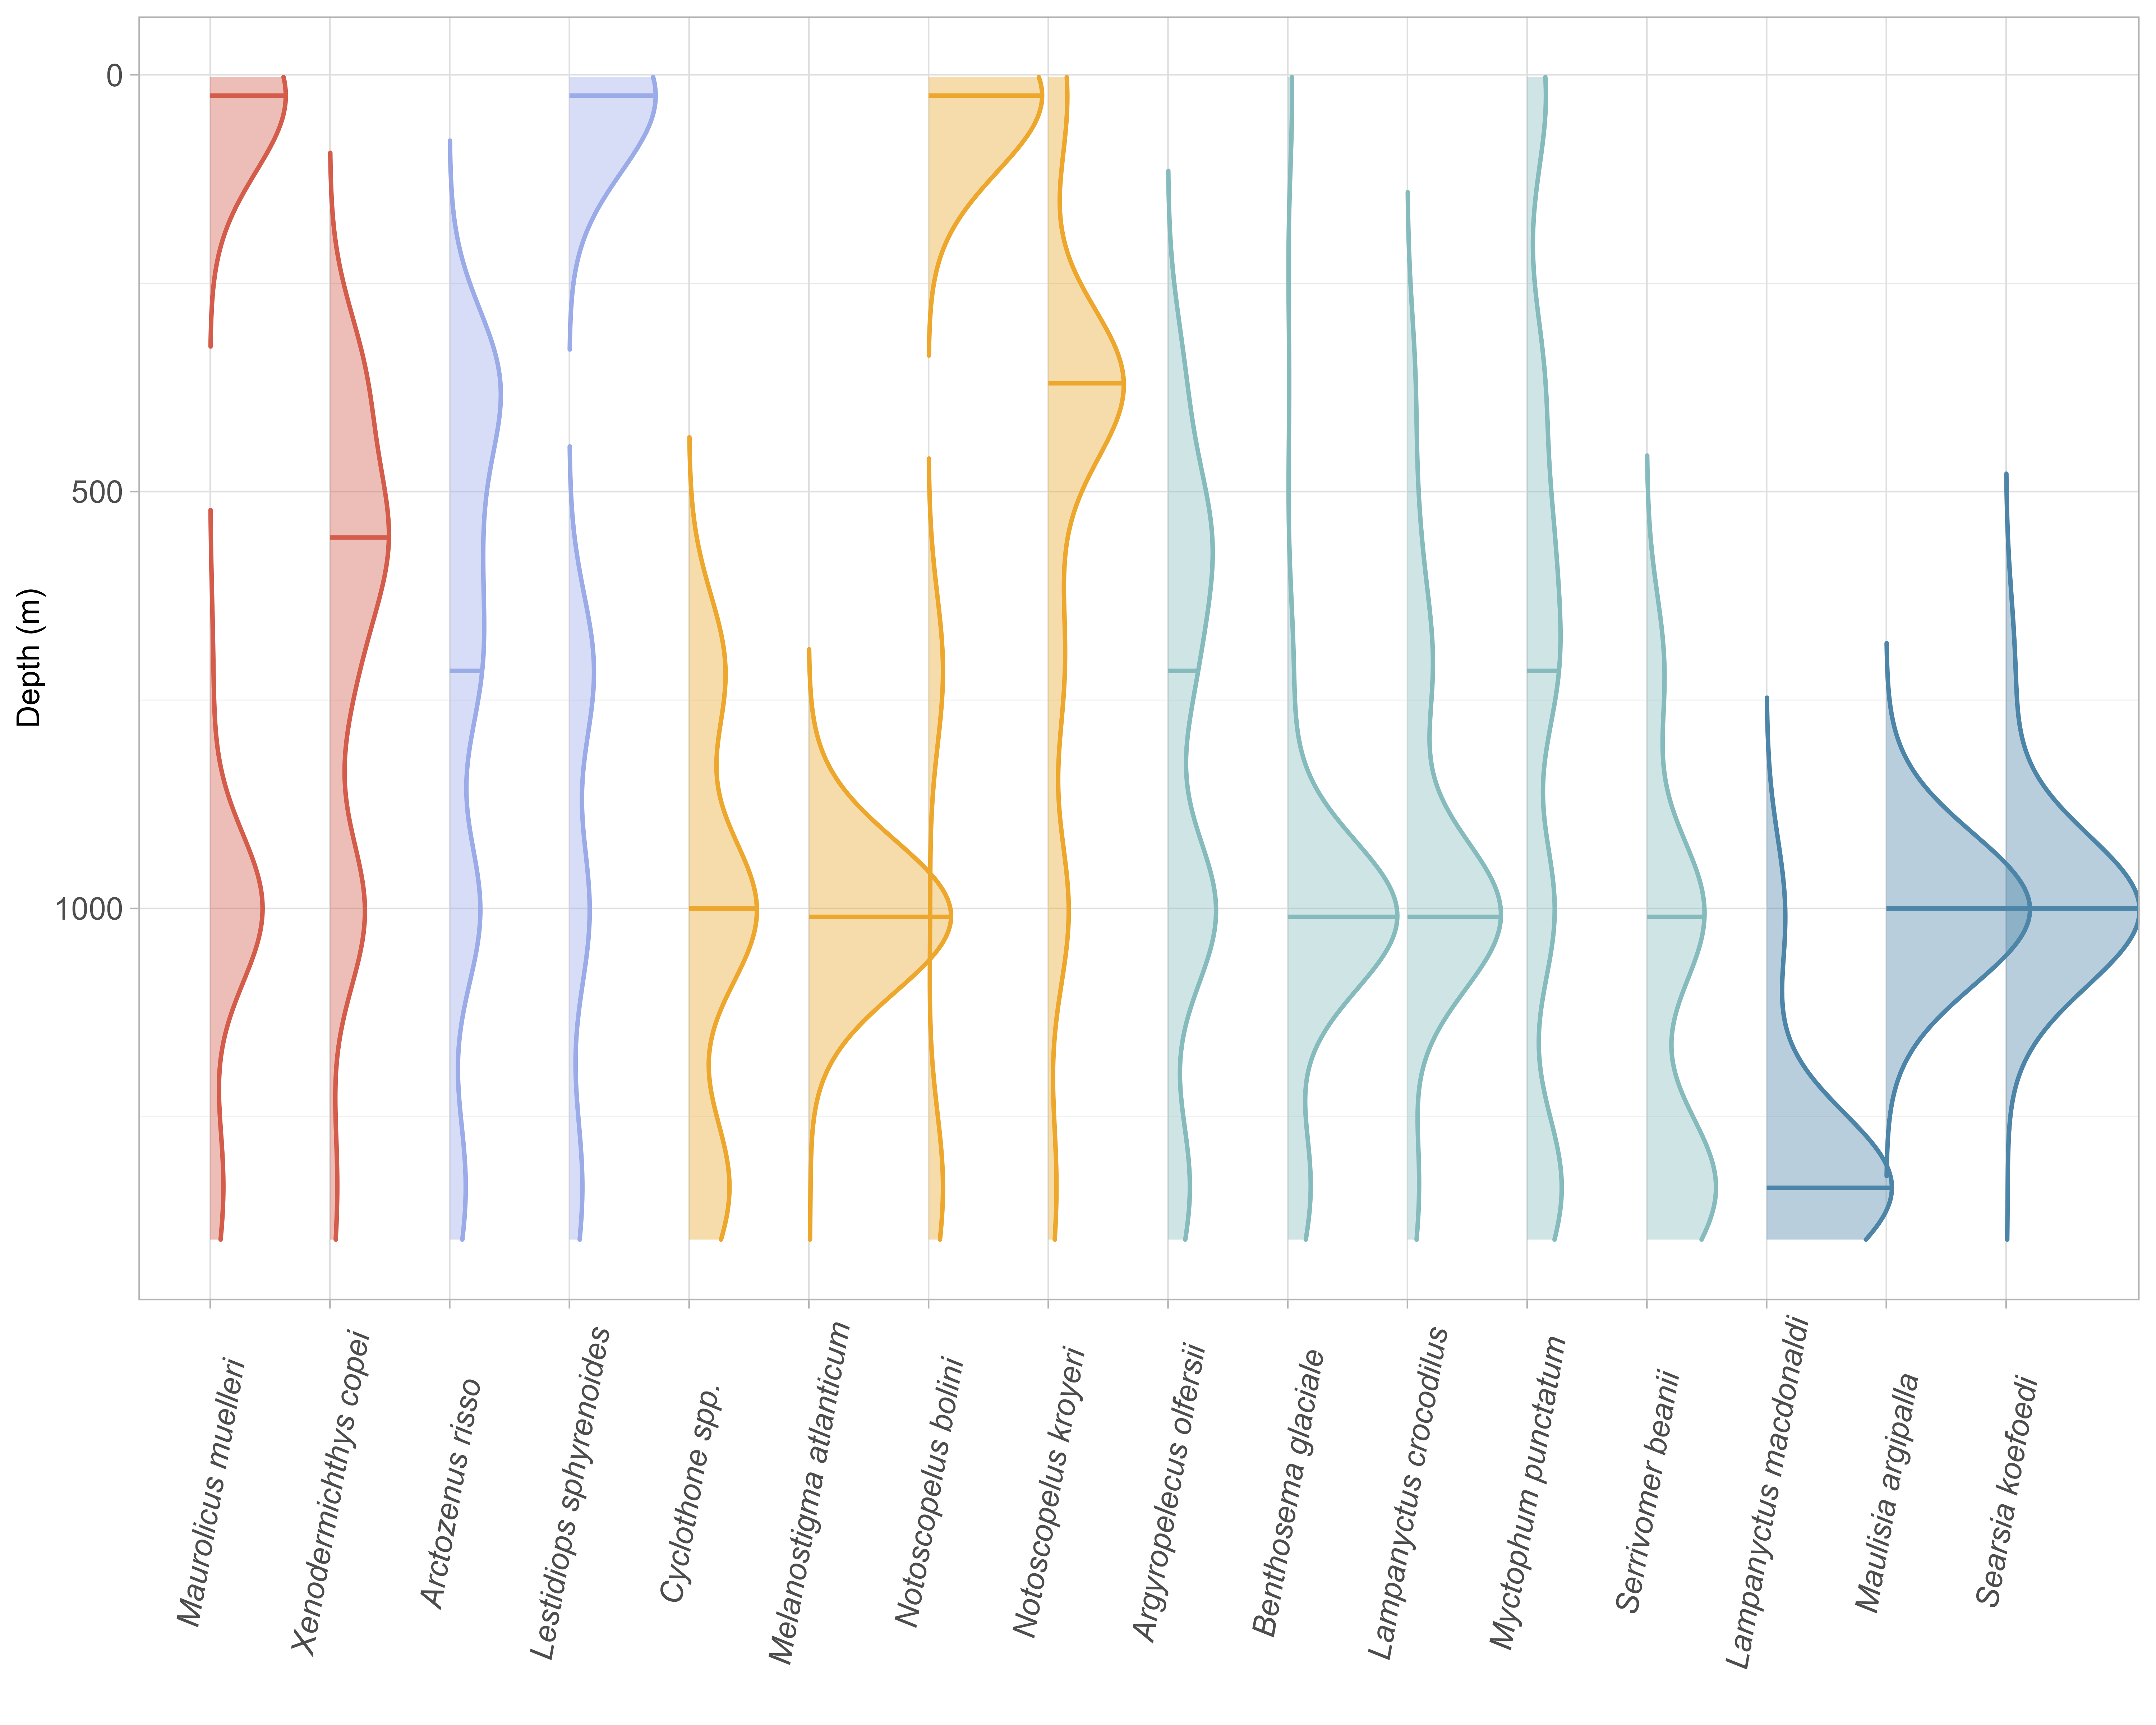 0
500
1000
Depth (m)
Maurolicus muelleri
Xenodermichthys copei
Arctozenus risso
Lestidiops sphyrenoides
Cyclothone spp.
Melanostigma atlanticum
Notoscopelus bolini
Notoscopelus kroyeri
Argyropelecus olfersii
Benthosema glaciale
Lampanyctus crocodilus
Myctophum punctatum
Serrivomer beanii
Lampanyctus macdonaldi
Maulisia argipalla
Searsia koefoedi